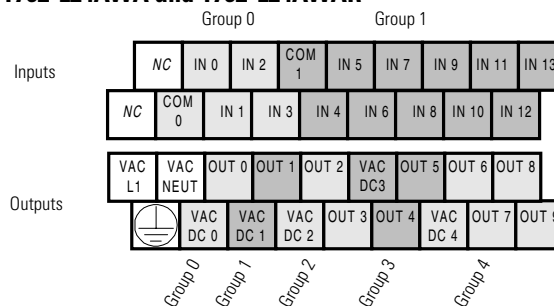 1762-L24AWA and 1762-L24AWAR
Group 0 Group 1
Inputs
NC IN 0 IN 2 COM 1 IN 5 IN 7 IN 9 IN 11 IN 13
NC COM 0 IN 1 IN 3 IN 4 IN 6 IN 8 IN 10 IN 12
Outputs
VAC L1 VAC NEUT OUT 0 OUT 1 OUT 2 VAC DC3 OUT 5 OUT 6 OUT 8
VAC DC 0 VAC DC 1 VAC DC 2 OUT 3 OUT 4 VAC DC 4 OUT 7 OUT 9
Group 0 Group 1 Group 2 Group 3 Group 4